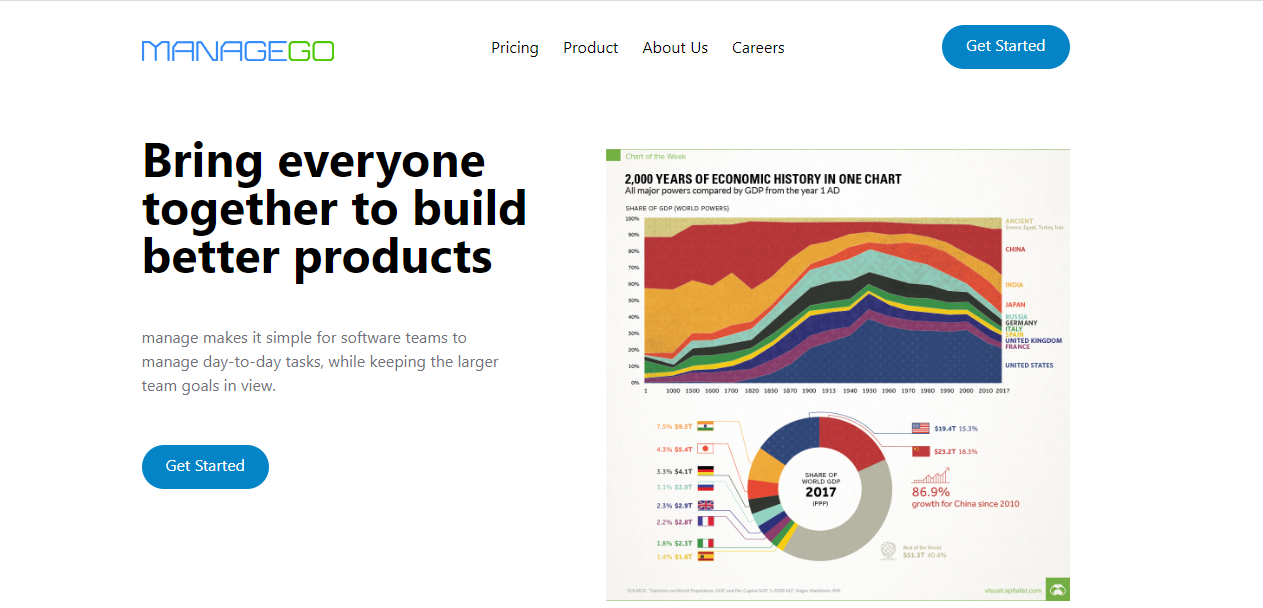 MANAGEGO
Pricing Product About Us Careers
Get Started
Bring everyone
together to build
better products
manage makes it simple for software teams to
manage day-to-day tasks, while keeping the larger
team goals in view.
Get Started
Chart of the Week
2,000 YEARS OF ECONOMIC HISTORY IN ONE CHART
All major powers compared by GDP from the year 1 AD
SHARE OF GDP (WORLD POWERS)
100%
90%
80%
70%
60%
50%
40%
30%
20%
10%
0%
ANCIENT
Greece, Egypt, Turkey, Iran
CHINA
INDIA
JAPAN
RUSSIA
GERMANY
ITALY
SPAIN
UNITED KINGDOM
FRANCE
UNITED STATES
1 1000 1500 1600 1700 1820 1850 1870 1900 1913 1940 1950 1960 1970 1980 1990 2000 2010 2017
7.5% $9.5T
4.3% $5.4T
3.3% $4.1T
3.1%
2.3% $2.9T
2.2% $2.8T
1.8% $2.3T
1.4% $1.8T
SHARE OF
WORLD GDP
2017
(PPP)
$19.4T 15.3%
$23.2T 18.3%
86.9%
growth for China since 2010
Rest of the World
$51.3T 40.4%
visualcapitalist.com